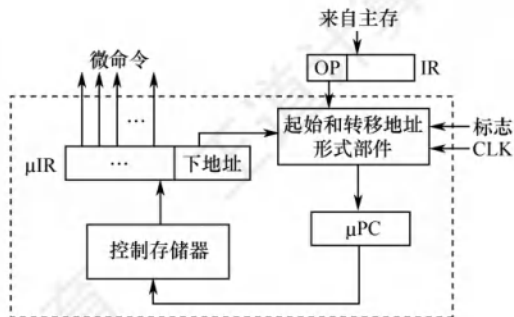 来自主存
微命令
OP
IR
…
起始和转移地址
形式部件
标志
CLK
μIR
…
下地址
μPC
控制存储器